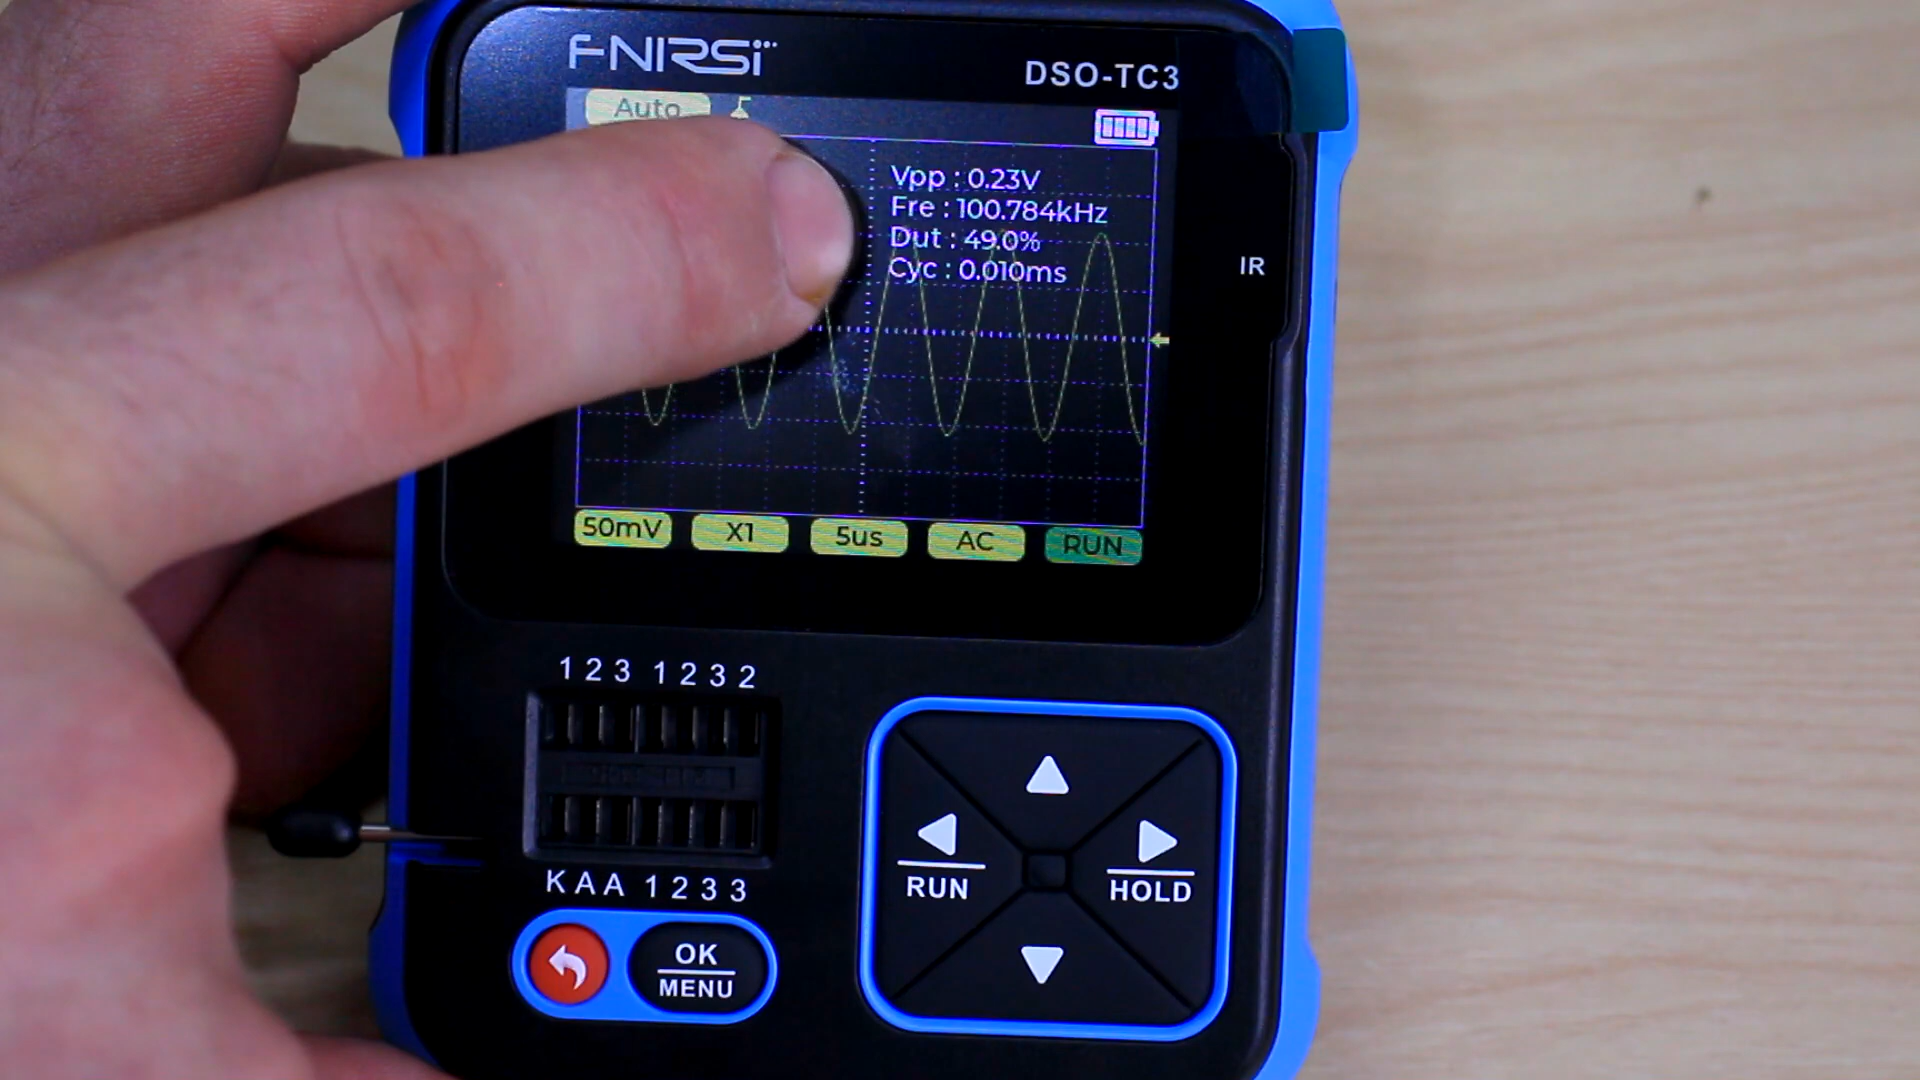 FNIRSI
DSO-TC3
Auto
Vpp : 0.23V
Fre : 100.784kHz
Dut : 49.0%
Cyc : 0.010ms
IR
50mV X1 5us AC RUN
1 2 3 1 2 3 2
K A A 1 2 3 3
RUN
HOLD
OK
MENU